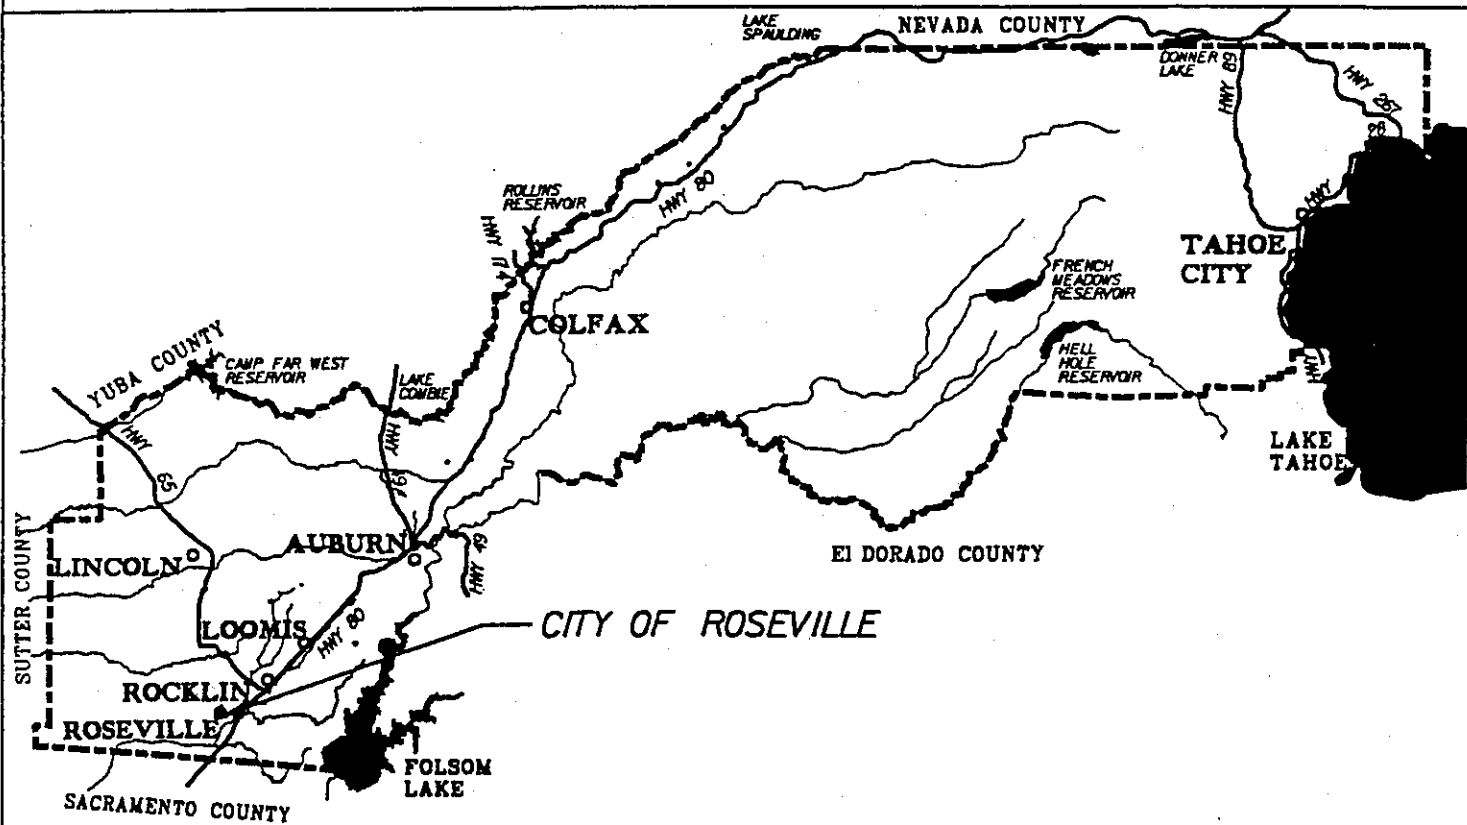 LAKE
SPAULDING
NEVADA COUNTY
DONNER
LAKE
HWY 89
HWY 267
28
HWY
ROLLINS
RESERVOIR
HWY 174
HWY 80
TAHOE
CITY
FRENCH
MEADOWS
RESERVOIR
COLFAX
YUBA COUNTY
CAMP FAR WEST
RESERVOIR
LAKE
COMBIE
HELL
HOLE
RESERVOIR
HWY
HWY
65
HWY
49
LAKE
TAHOE
SUTTER COUNTY
LINCOLN
AUBURN
HWY 49
El DORADO COUNTY
LOOMIS
HWY 80
CITY OF ROSEVILLE
ROCKLIN
ROSEVILLE
FOLSOM
LAKE
SACRAMENTO COUNTY